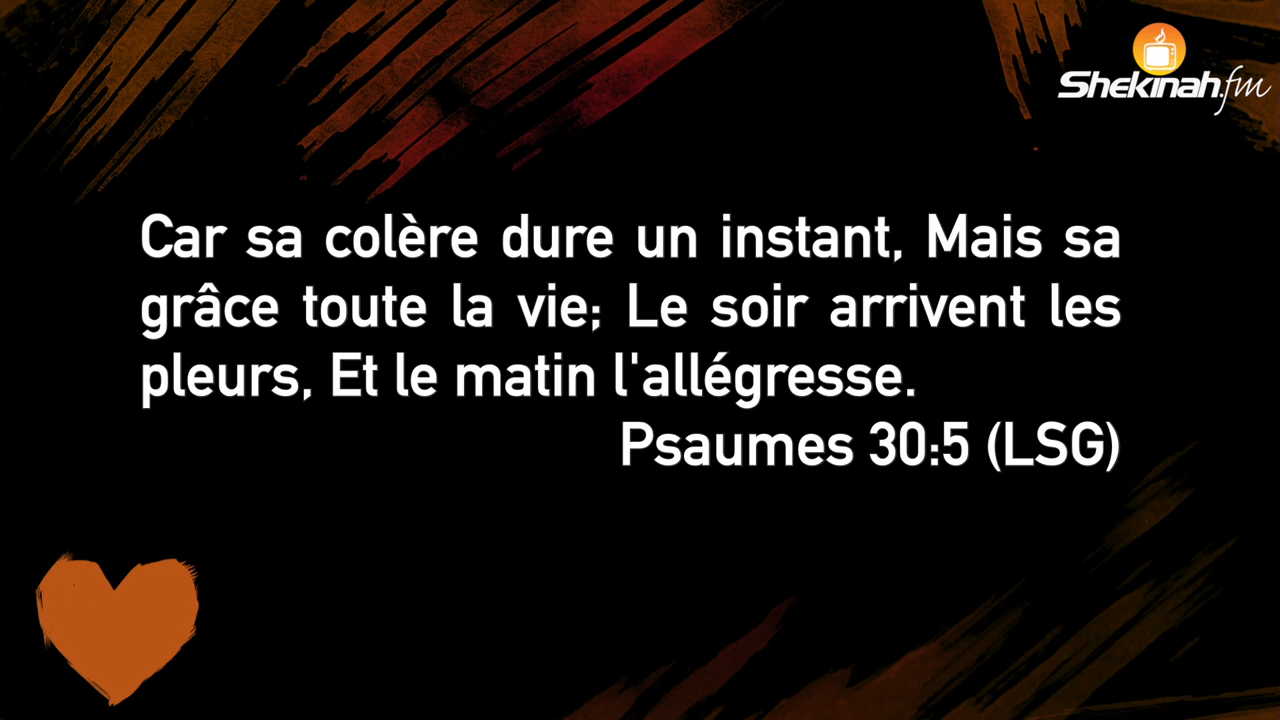 Shekinah.fm
Car sa colère dure un instant, Mais sa
grâce toute la vie; Le soir arrivent les
pleurs, Et le matin l'allégresse.
Psaumes 30:5 (LSG)